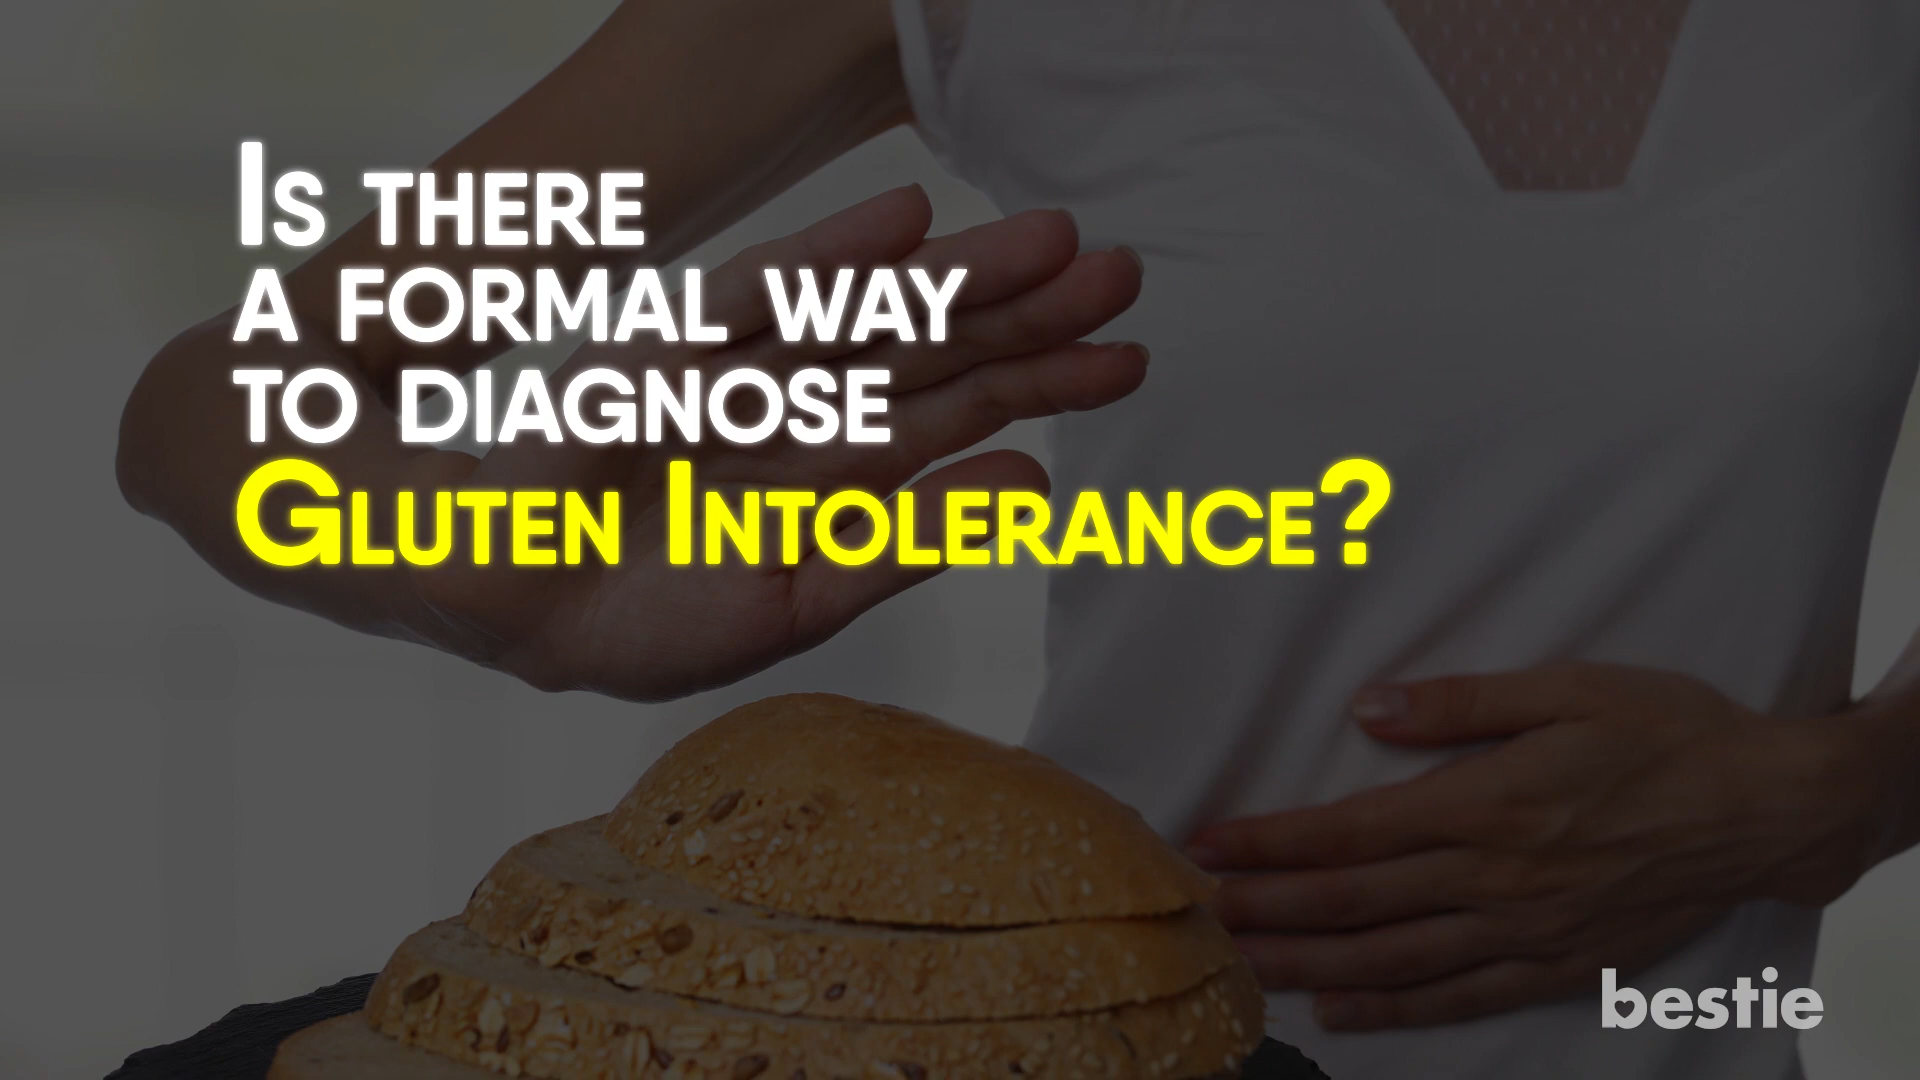 Is there
a formal way
to diagnose
Gluten Intolerance?
bestie